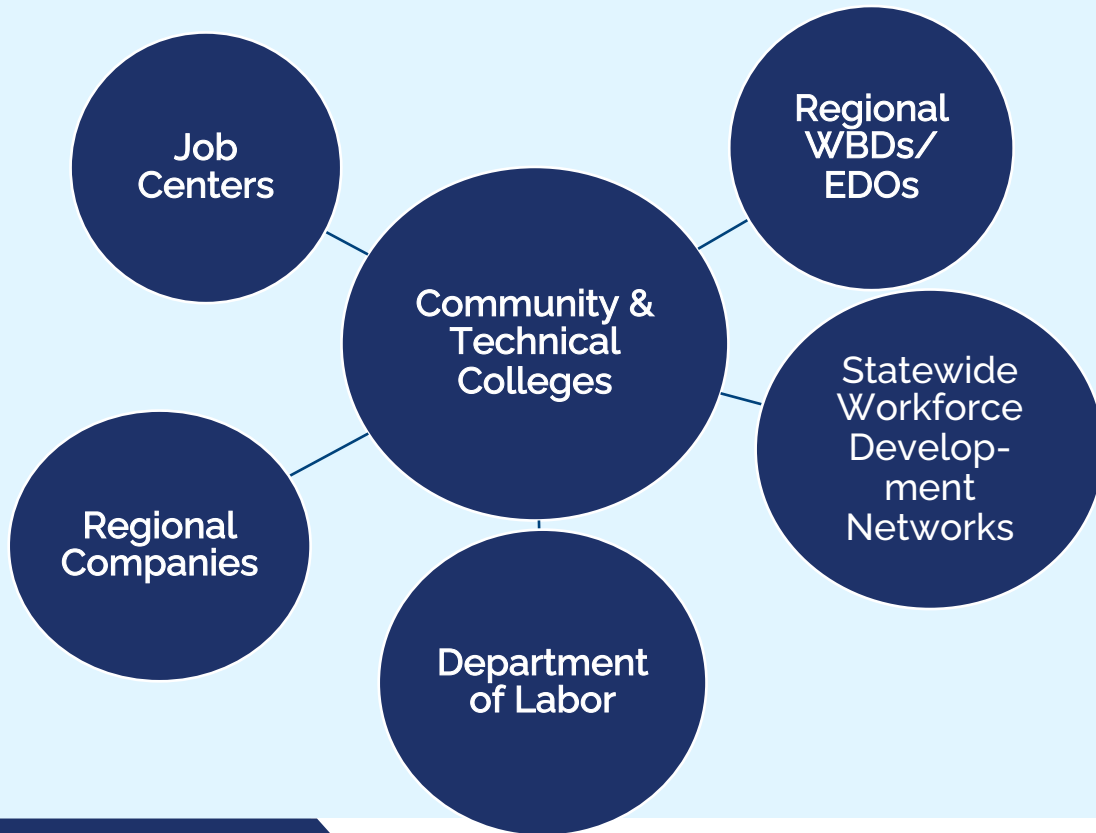 Job
Centers
Regional
WBDs/
EDOs
Community &
Technical
Colleges
Statewide
Workforce
Develop-
ment
Networks
Regional
Companies
Department
of Labor